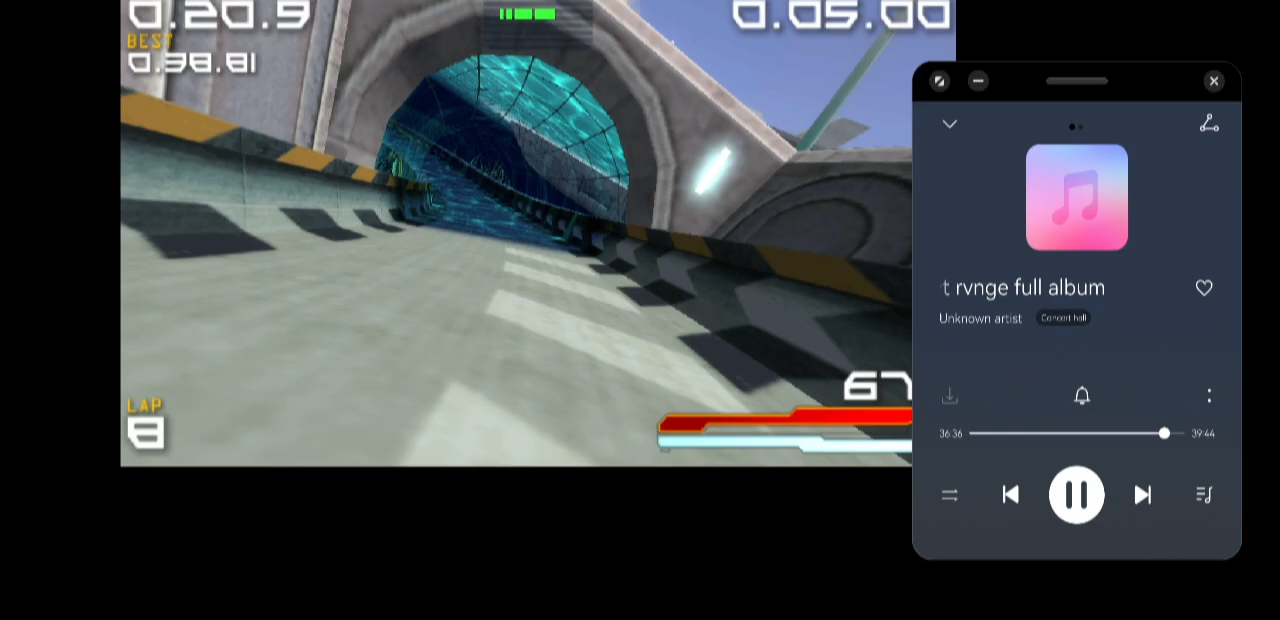 0.20.9
0.05.00
BEST
0.38.81
LAP
8
67
t rvnge full album
Unknown artist
Concert hall
36:36
39:44